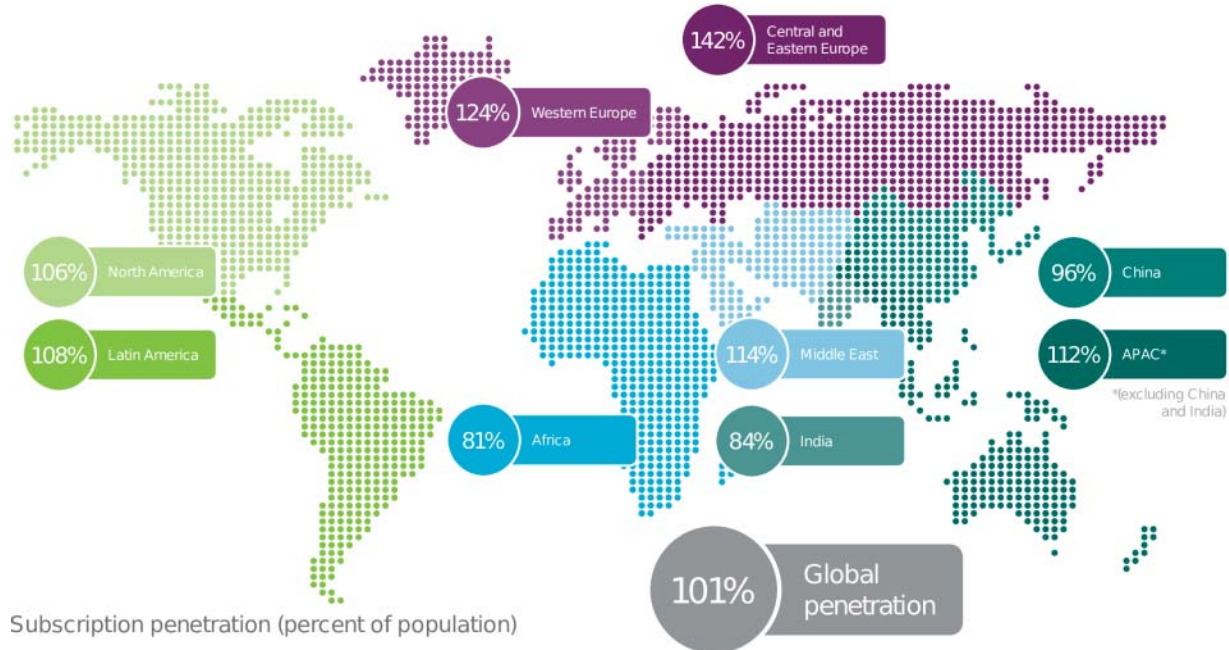 142%
Central and
Eastern Europe
124%
Western Europe
106%
North America
96%
China
108%
Latin America
114%
Middle East
112%
APAC*
*(excluding China
and India)
81%
Africa
84%
India
101%
Global
penetration
Subscription penetration (percent of population)